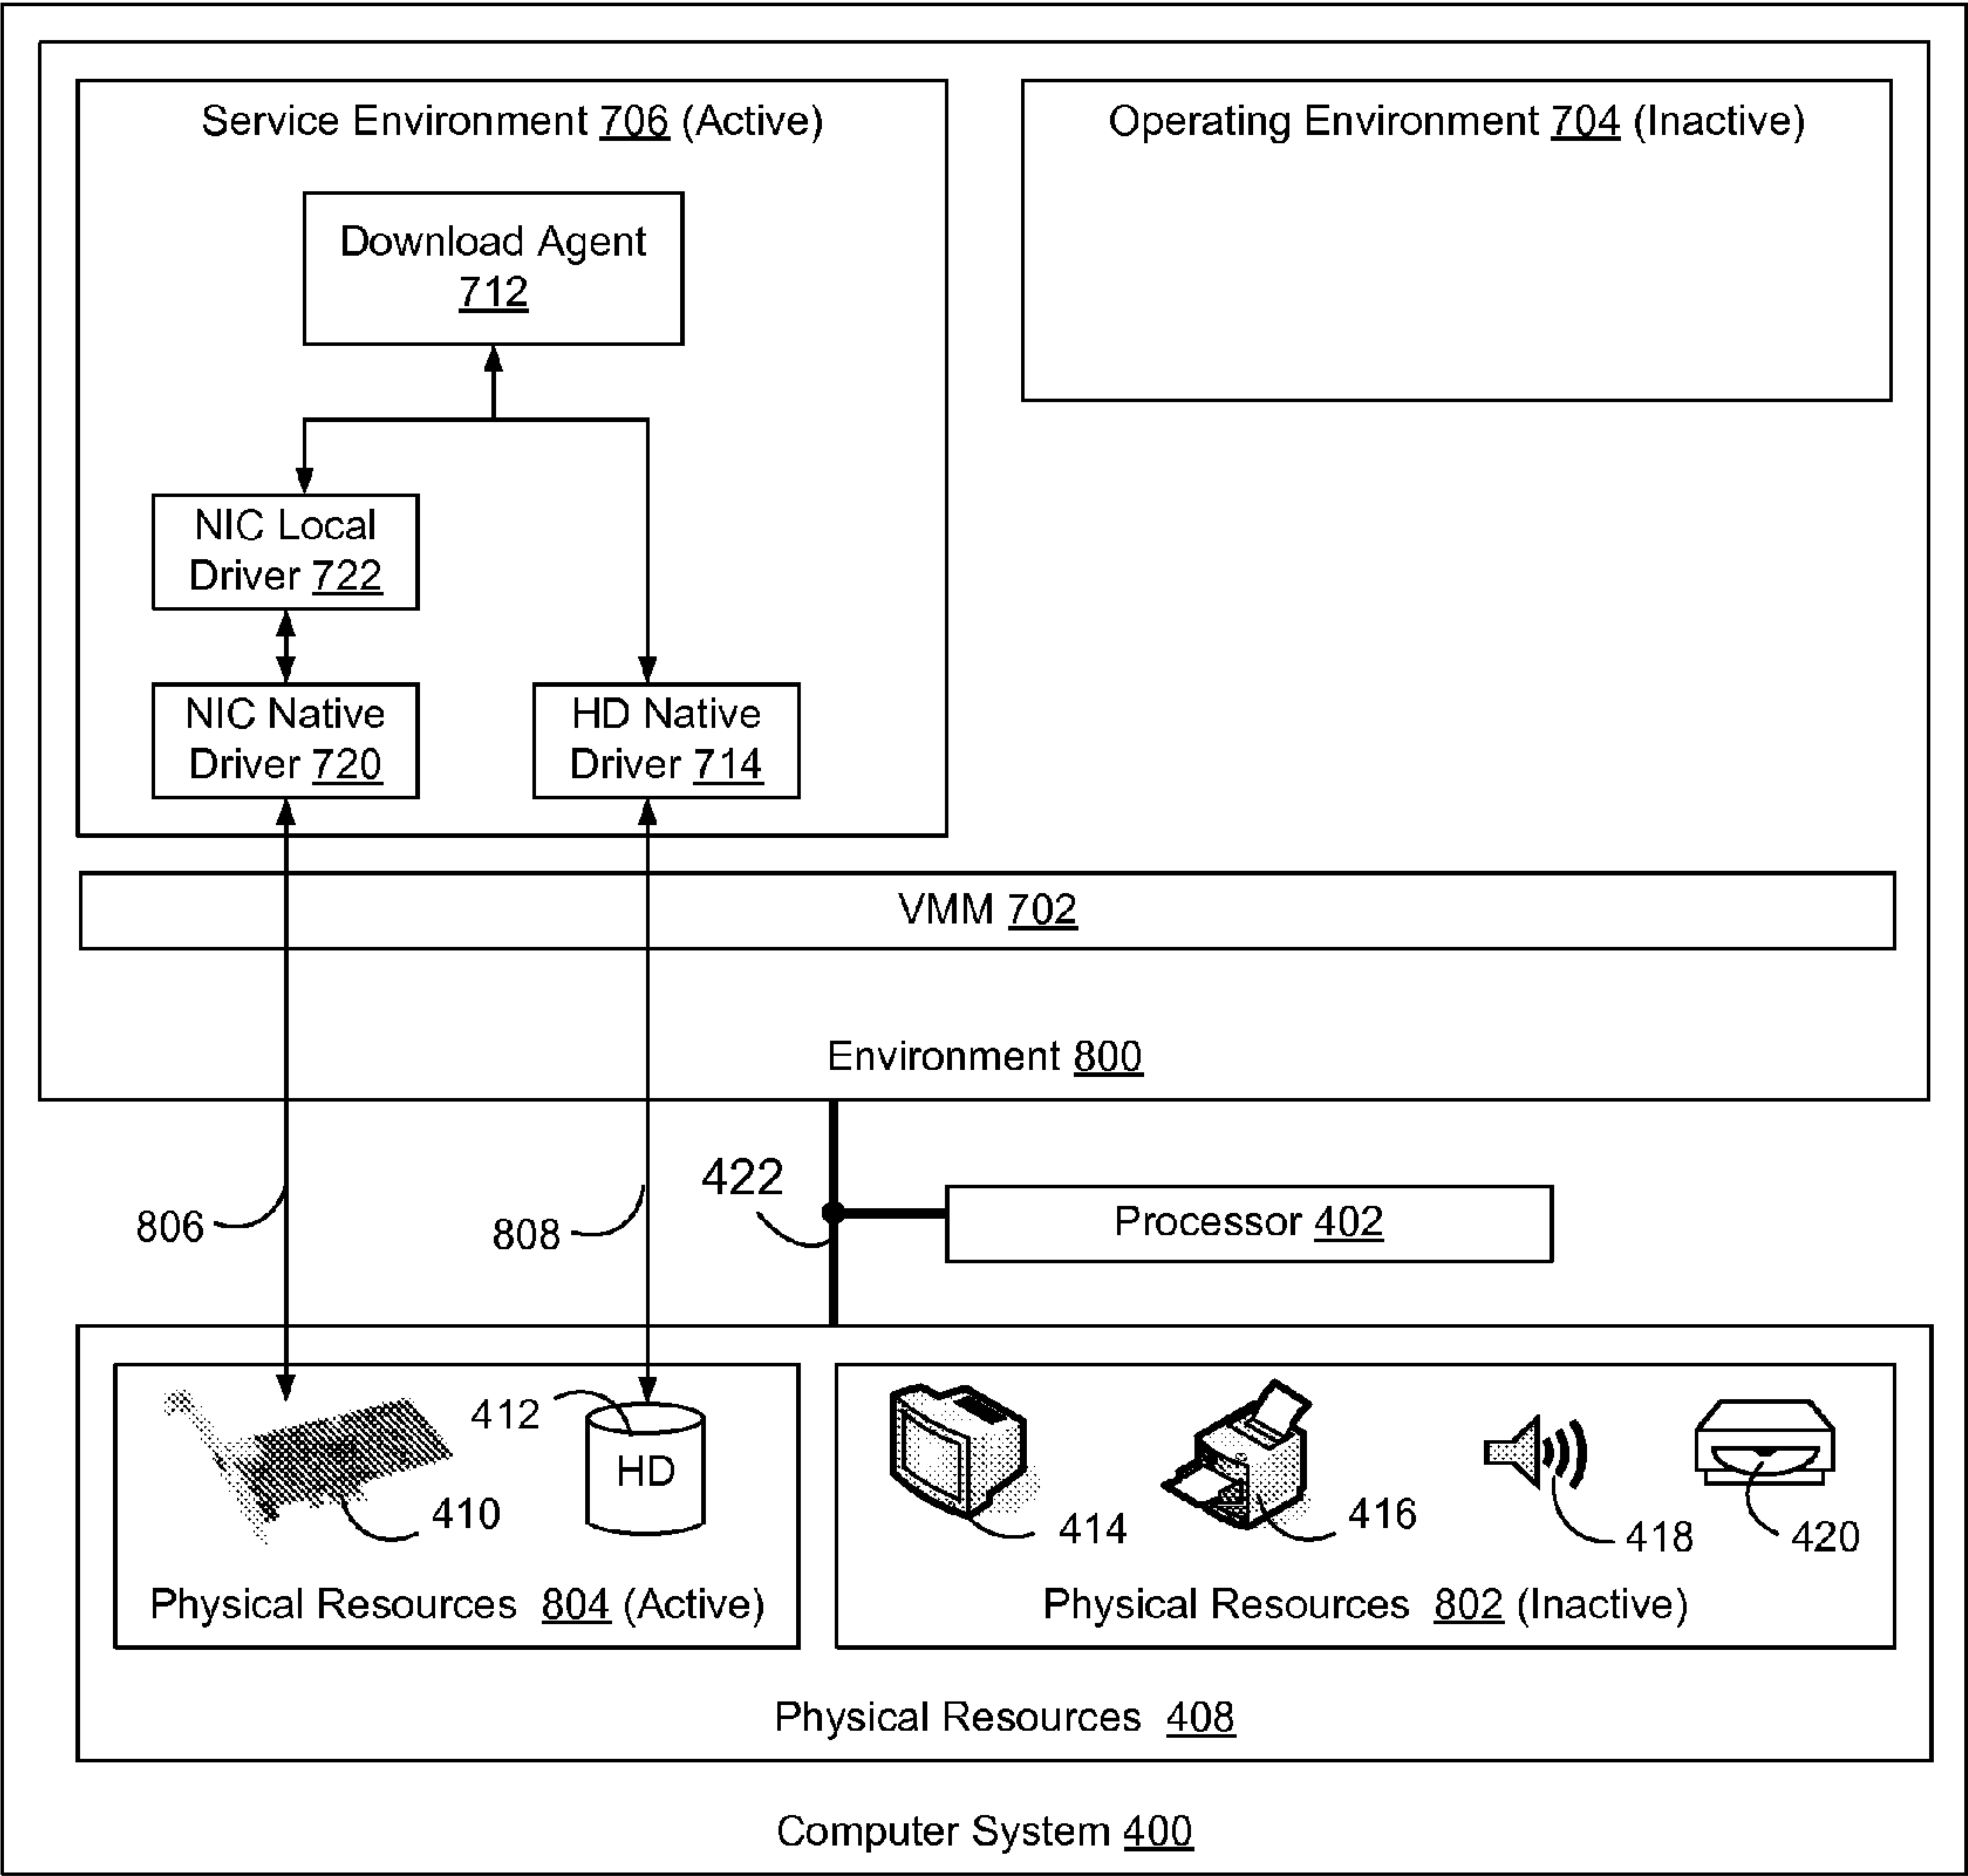 Service Environment 706 (Active)
Operating Environment 704 (Inactive)
Download Agent
712
NIC Local
Driver 722
NIC Native
Driver 720
HD Native
Driver 714
VMM 702
Environment 800
422
806
808
Processor 402
412
HD
410
414
416
418
420
Physical Resources 804 (Active)
Physical Resources 802 (Inactive)
Physical Resources 408
Computer System 400